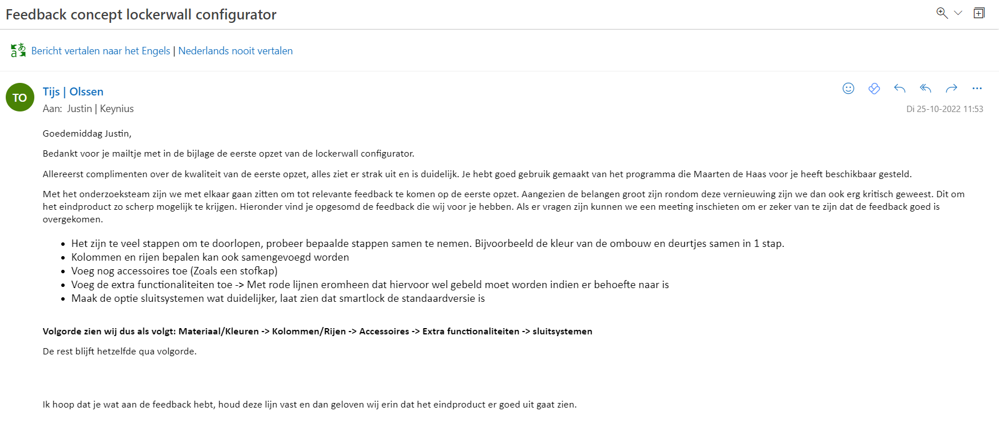 Feedback concept lockerwall configurator
Bericht vertalen naar het Engels | Nederlands nooit vertalen
TO
Tijs | Olssen
Aan: Justin | Keynius
Di 25-10-2022 11:53
Goedemiddag Justin,
Bedankt voor je mailtje met in de bijlage de eerste opzet van de lockerwall configurator.
Allereerst complimenten over de kwaliteit van de eerste opzet, alles ziet er strak uit en is duidelijk. Je hebt goed gebruik gemaakt van het programma die Maarten de Haas voor je heeft beschikbaar gesteld.
Met het onderzoeksteam zijn we met elkaar gaan zitten om tot relevante feedback te komen op de eerste opzet. Aangezien de belangen groot zijn rondom deze vernieuwing zijn we dan ook erg kritisch geweest. Dit om
het eindproduct zo scherp mogelijk te krijgen. Hieronder vind je opgesomd de feedback die wij voor je hebben. Als er vragen zijn kunnen we een meeting inschieten om er zeker van te zijn dat de feedback goed is
overgekomen.
• Het zijn te veel stappen om te doorlopen, probeer bepaalde stappen samen te nemen. Bijvoorbeeld de kleur van de ombouw en deurtjes samen in 1 stap.
• Kolommen en rijen bepalen kan ook samengevoegd worden
• Voeg nog accessoires toe (Zoals een stofkap)
• Voeg de extra functionaliteiten toe -> Met rode lijnen eromheen dat hiervoor wel gebeld moet worden indien er behoefte naar is
• Maak de optie sluitsystemen wat duidelijker, laat zien dat smartlock de standaardversie is
Volgorde zien wij dus als volgt: Materiaal/Kleuren -> Kolommen/Rijen -> Accessoires -> Extra functionaliteiten -> sluitsystemen
De rest blijft hetzelfde qua volgorde.
Ik hoop dat je wat aan de feedback hebt, houd deze lijn vast en dan geloven wij erin dat het eindproduct er goed uit gaat zien.